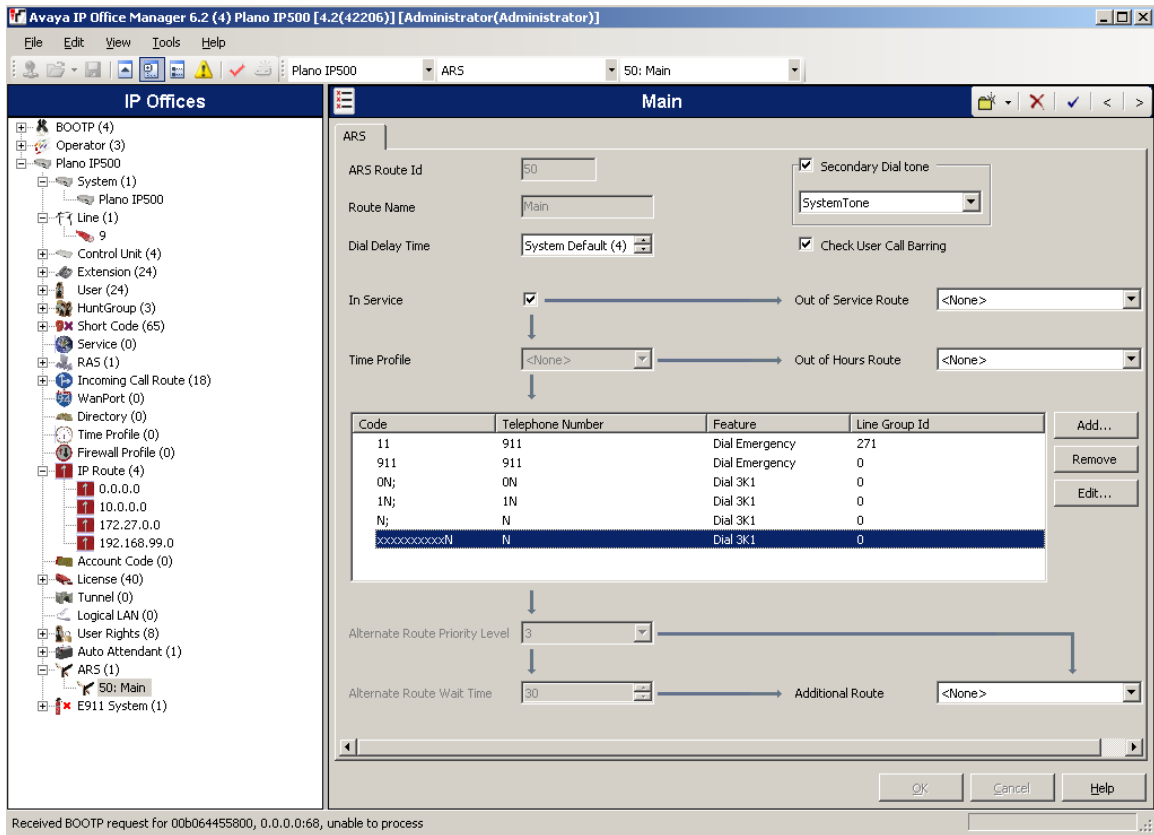 Avaya IP Office Manager 6.2 (4) Plano IP500 [4.2(42206)] [Administrator(Administrator)]
File Edit View Tools Help
Plano IP500 ARS 50: Main
IP Offices
BOOTP (4)
Operator (3)
Plano IP500
System (1)
Plano IP500
Line (1)
9
Control Unit (4)
Extension (24)
User (24)
HuntGroup (3)
Short Code (65)
Service (0)
RAS (1)
Incoming Call Route (18)
WanPort (0)
Directory (0)
Time Profile (0)
Firewall Profile (0)
IP Route (4)
0.0.0.0
10.0.0.0
172.27.0.0
192.168.99.0
Account Code (0)
License (40)
Tunnel (0)
Logical LAN (0)
User Rights (8)
Auto Attendant (1)
ARS (1)
50: Main
E911 System (1)
Main
ARS
ARS Route Id 50
Secondary Dial tone
Route Name Main
SystemTone
Dial Delay Time System Default (4)
Check User Call Barring
In Service
Out of Service Route <None>
Time Profile <None>
Out of Hours Route <None>
Code Telephone Number Feature Line Group Id
11 911 Dial Emergency 271
911 911 Dial Emergency 0
0N; 0N Dial 3K1 0
1N; 1N Dial 3K1 0
N; N Dial 3K1 0
xxxxxxxxxxN N Dial 3K1 0
Add...
Remove
Edit...
Alternate Route Priority Level 3
Alternate Route Wait Time 30
Additional Route <None>
OK Cancel Help
Received BOOTP request for 00b064455800, 0.0.0.0:68, unable to process